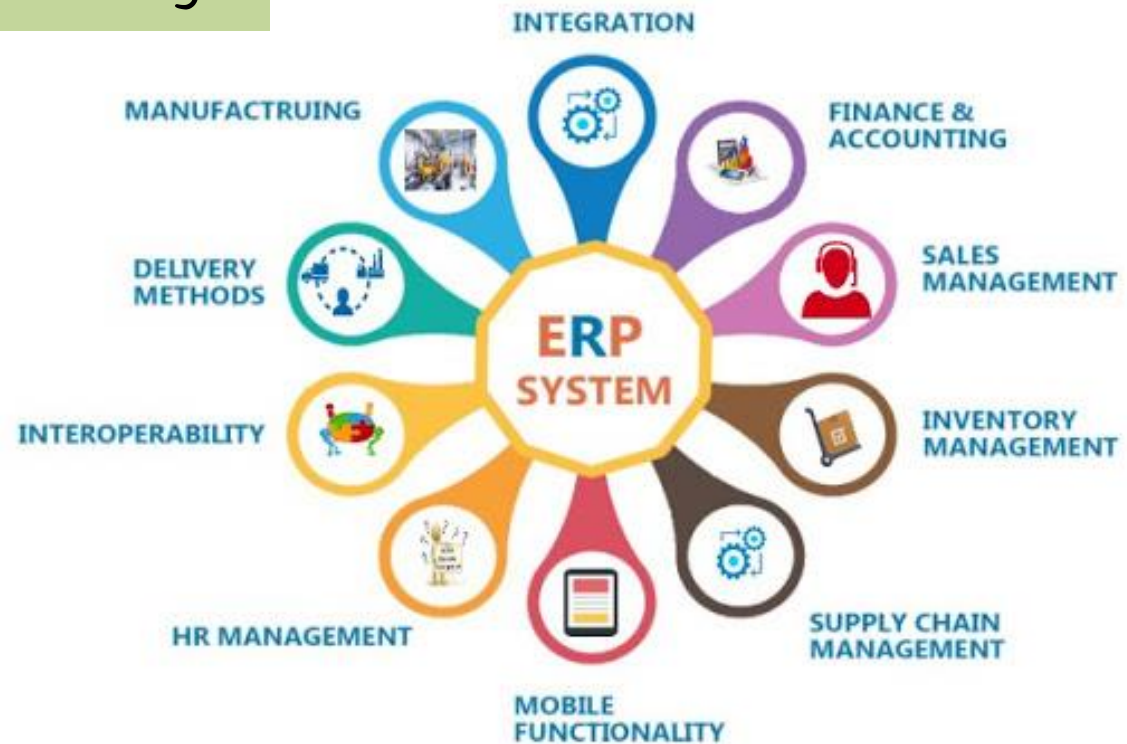 INTEGRATION
FINANCE &
ACCOUNTING
SALES
MANAGEMENT
INVENTORY
MANAGEMENT
SUPPLY CHAIN
MANAGEMENT
MOBILE
FUNCTIONALITY
HR MANAGEMENT
INTEROPERABILITY
DELIVERY
METHODS
MANUFACTRUING
ERP
SYSTEM